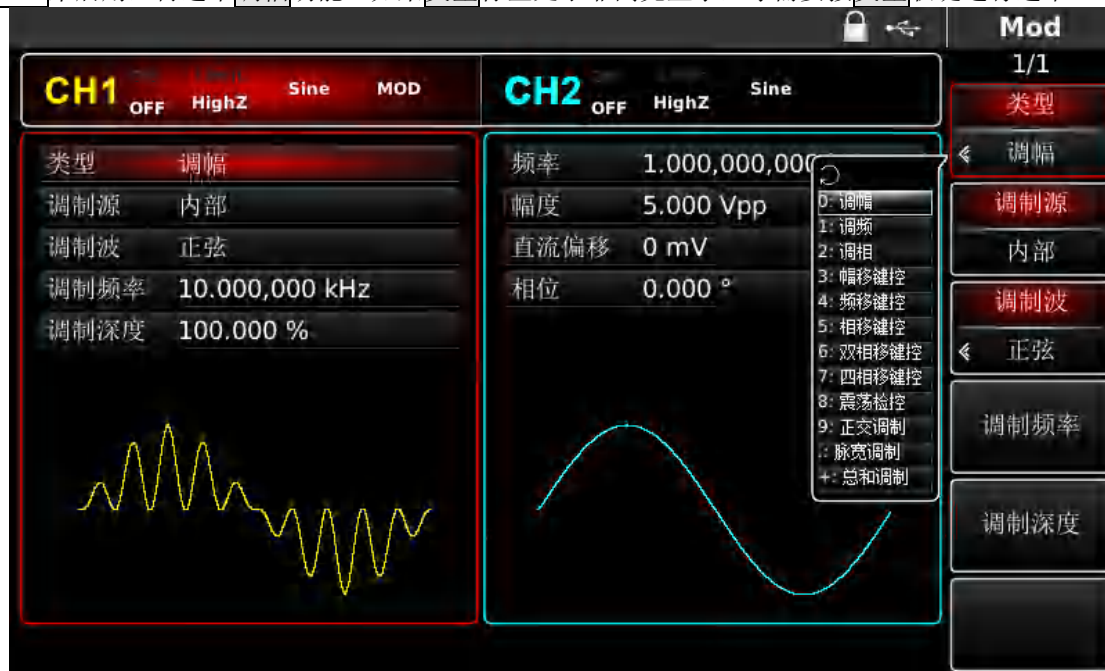 Mod
1/1
CH1 OFF HighZ Sine MOD
CH2 OFF HighZ Sine
类型 调幅
调制源 内部
调制波 正弦
调制频率 10.000,000 kHz
调制深度 100.000 %
频率 1.000,000,000
幅度 5.000 Vpp
直流偏移 0 mV
相位 0.000 °
0: 调幅
1: 调频
2: 调相
3: 幅移键控
4: 频移键控
5: 相移键控
6: 双相移键控
7: 四相移键控
8: 震荡检控
9: 正交调制
.: 脉宽调制
+: 总和调制
类型
调幅
调制源
内部
调制波
正弦
调制频率
调制深度